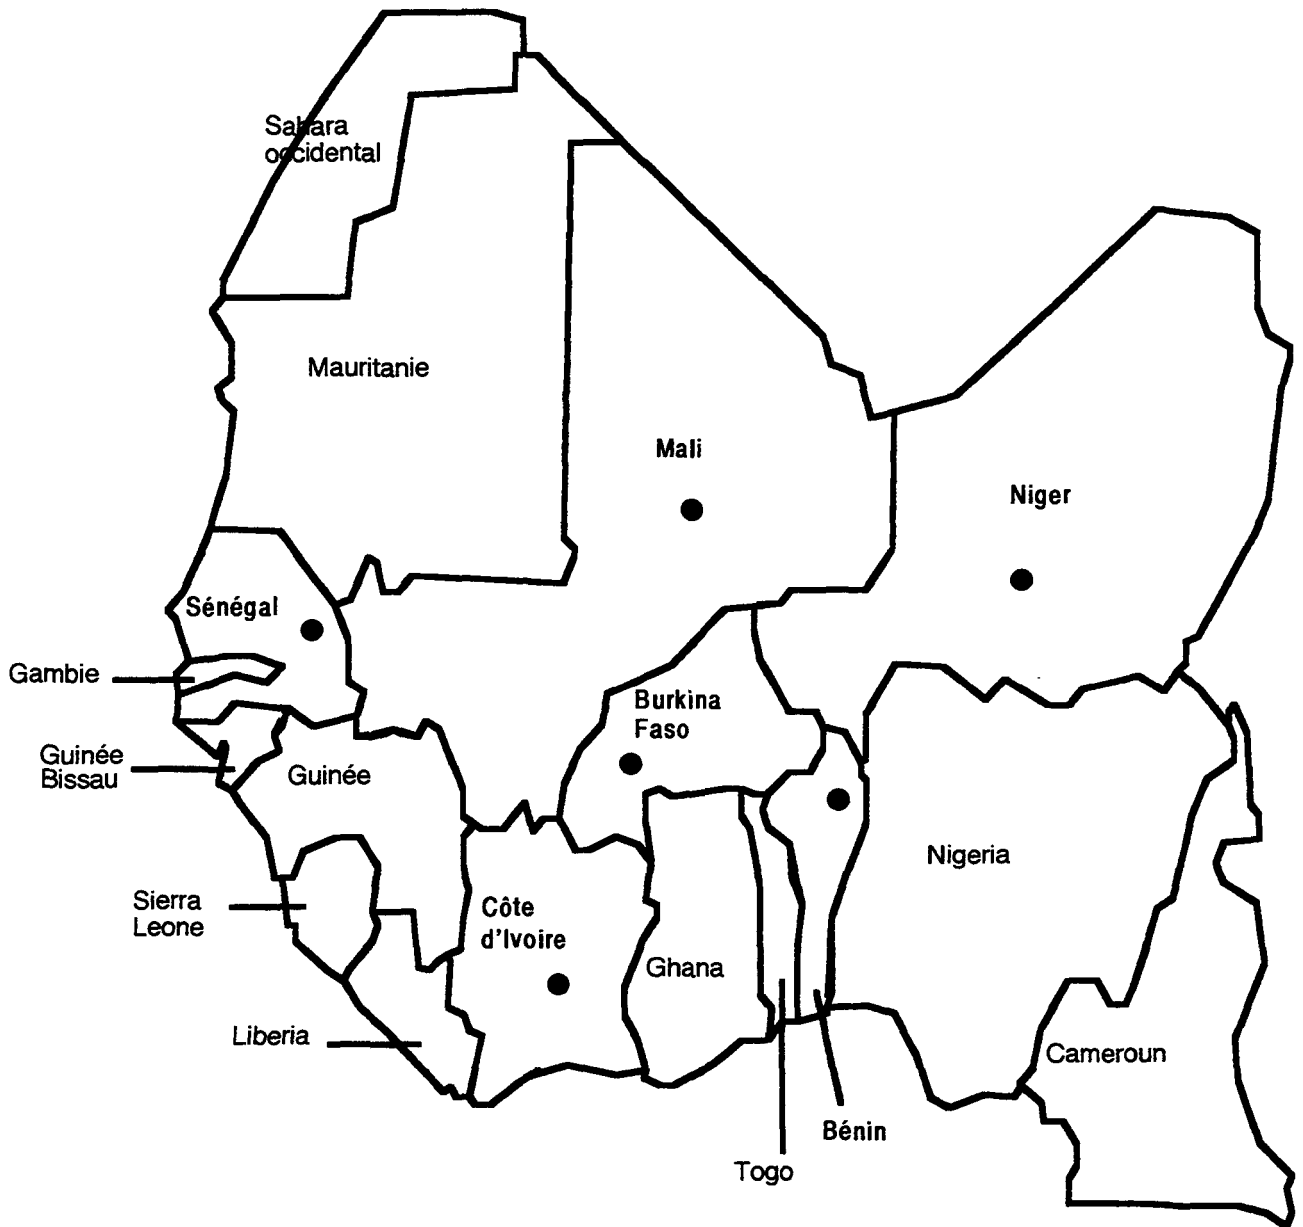 Sahara
occidental
Mauritanie
Mali
Niger
Sénégal
Gambie
Burkina
Faso
Guinée
Bissau
Guinée
Nigeria
Sierra
Leone
Côte
d'Ivoire
Ghana
Liberia
Cameroun
Bénin
Togo